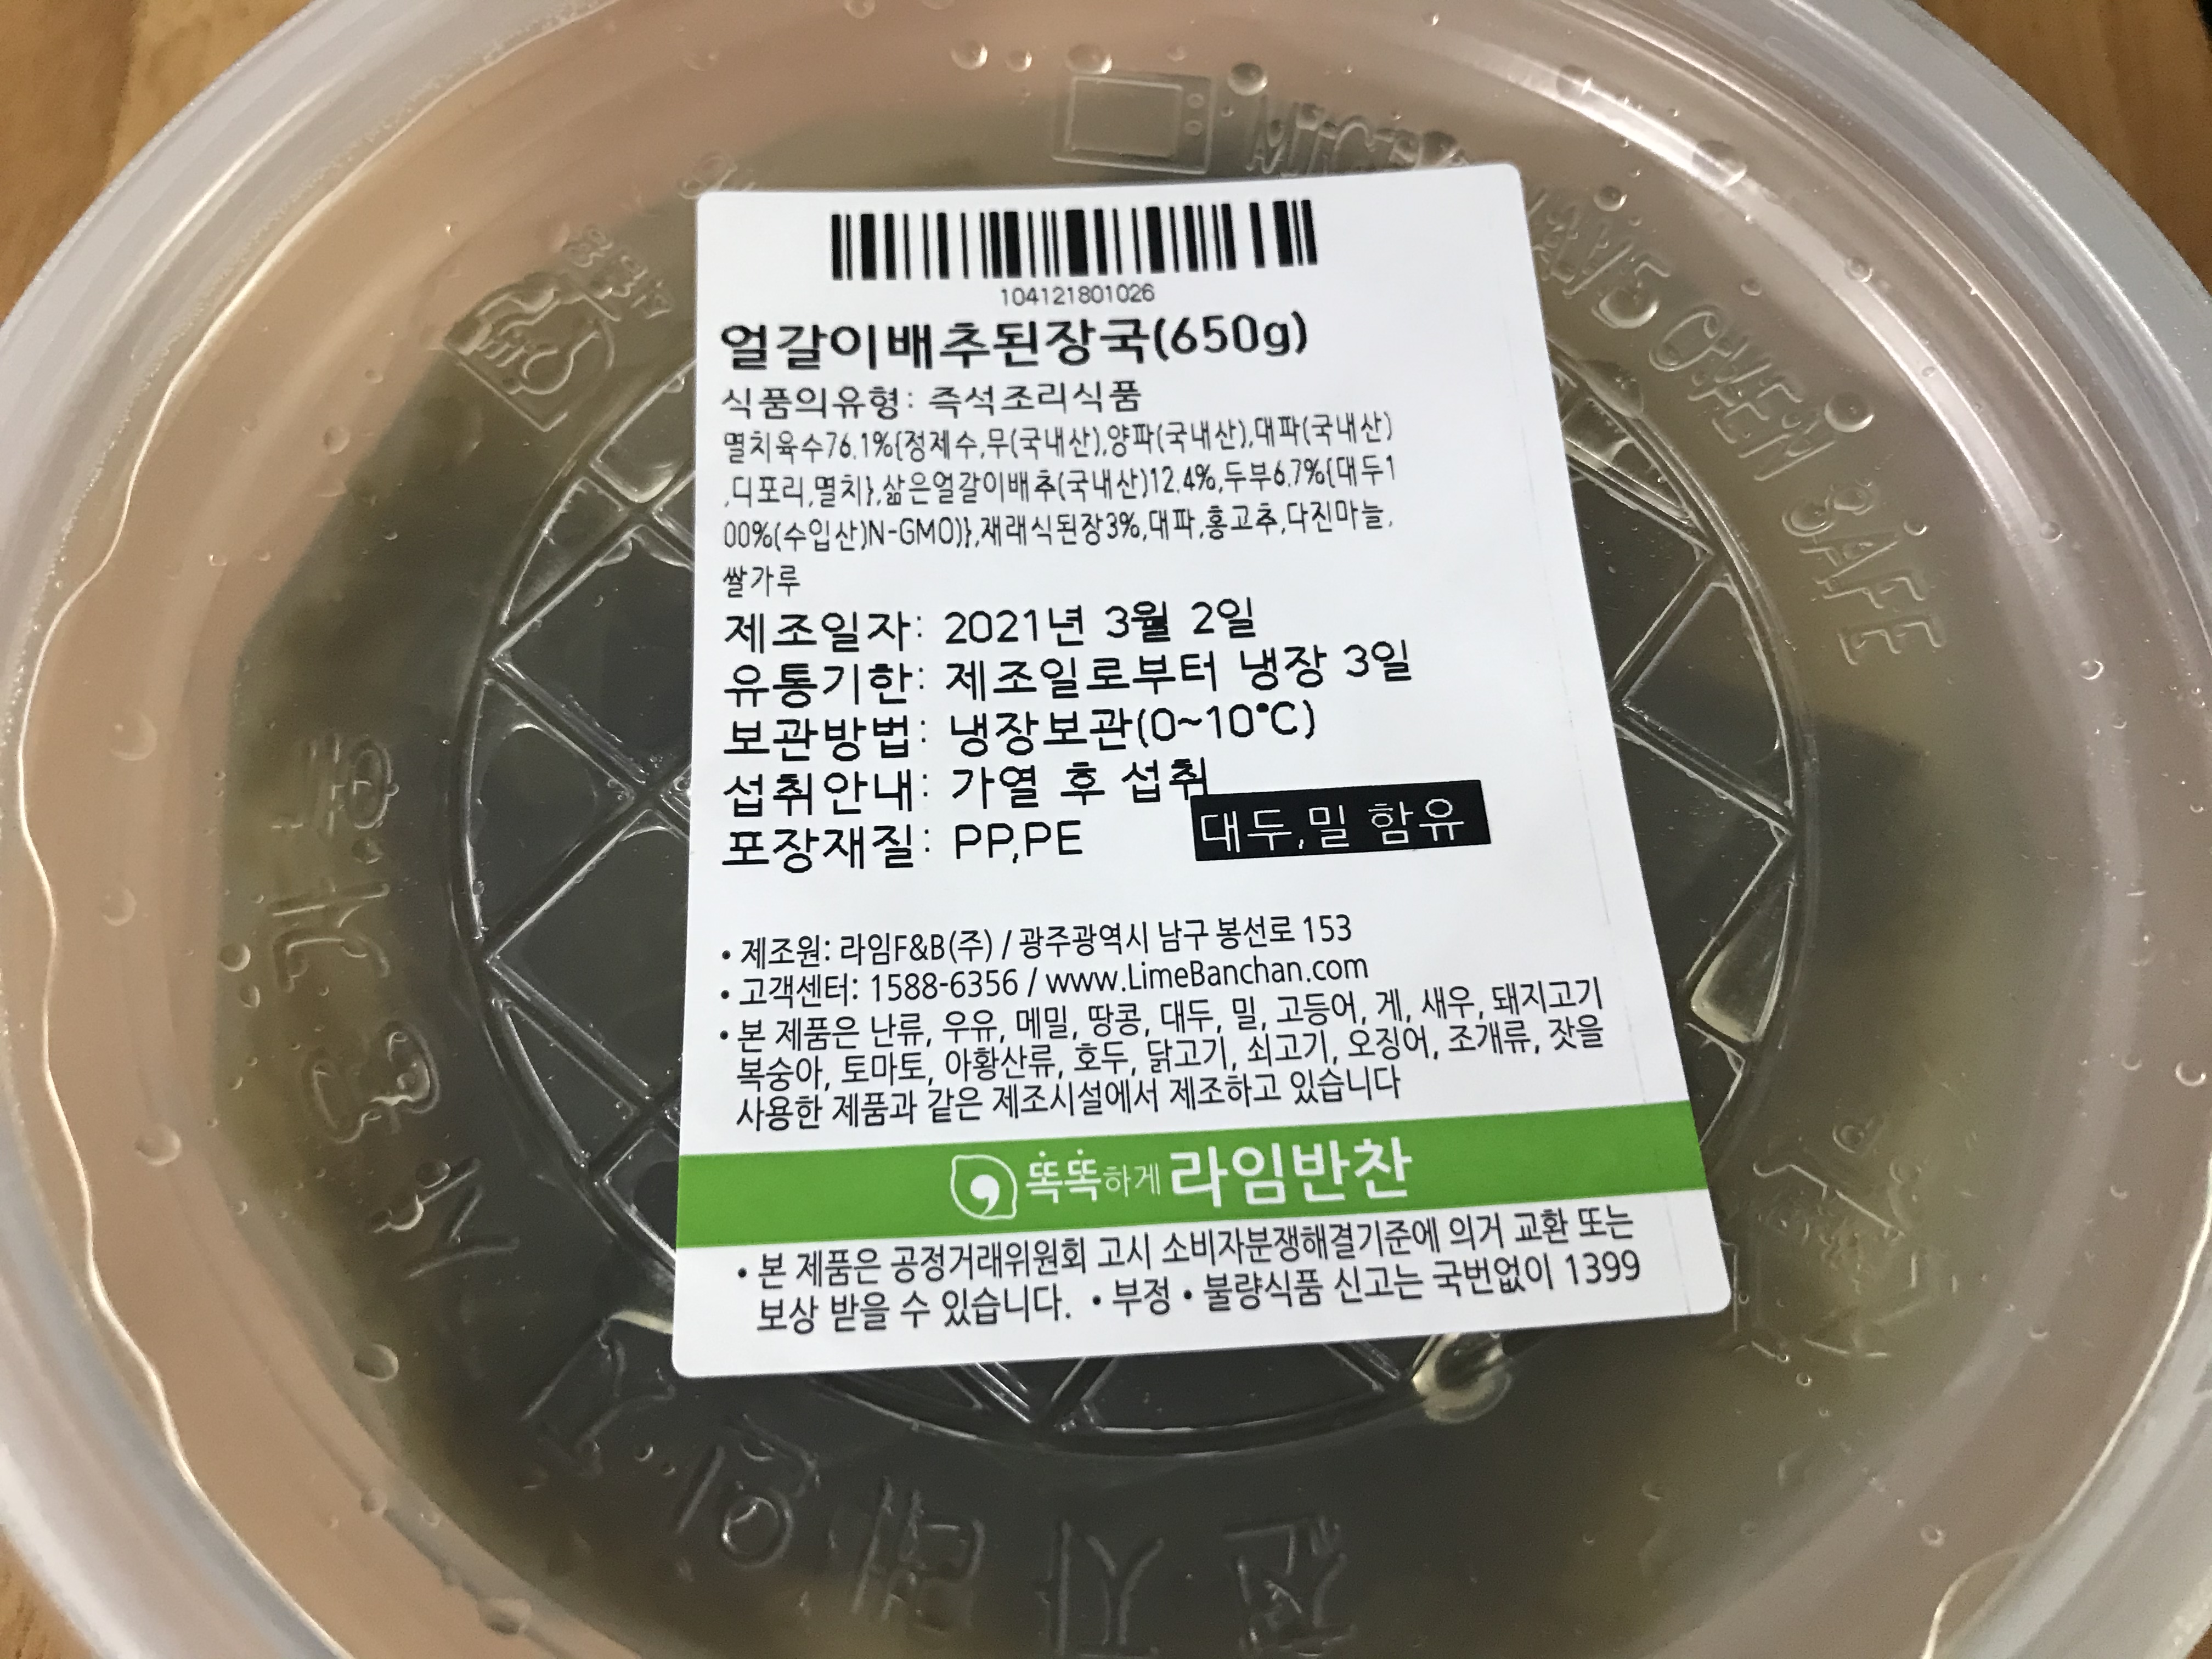 104121801026
얼갈이배추된장국(650g)
식품의유형: 즉석조리식품
멸치육수76.1%{정제수,무(국내산),양파(국내산),대파(국내산)
,디포리,멸치},삶은얼갈이배추(국내산)12.4%,두부6.7%{대두1
00%(수입산)N-GMO)},재래식된장3%,대파,홍고추,다진마늘,
쌀가루
제조일자: 2021년 3월 2일
유통기한: 제조일로부터 냉장 3일
보관방법: 냉장보관(0~10℃)
섭취안내: 가열 후 섭취
포장재질: PP,PE
대두,밀 함유
• 제조원: 라임F&B(주) / 광주광역시 남구 봉선로 153
• 고객센터: 1588-6356 / www.LimeBanchan.com
• 본 제품은 난류, 우유, 메밀, 땅콩, 대두, 밀, 고등어, 게, 새우, 돼지고기
복숭아, 토마토, 아황산류, 호두, 닭고기, 쇠고기, 오징어, 조개류, 잣을
사용한 제품과 같은 제조시설에서 제조하고 있습니다
똑똑하게 라임반찬
• 본 제품은 공정거래위원회 고시 소비자분쟁해결기준에 의거 교환 또는
보상 받을 수 있습니다. • 부정 • 불량식품 신고는 국번없이 1399
OVEN SAFE
전자렌지
사용가능